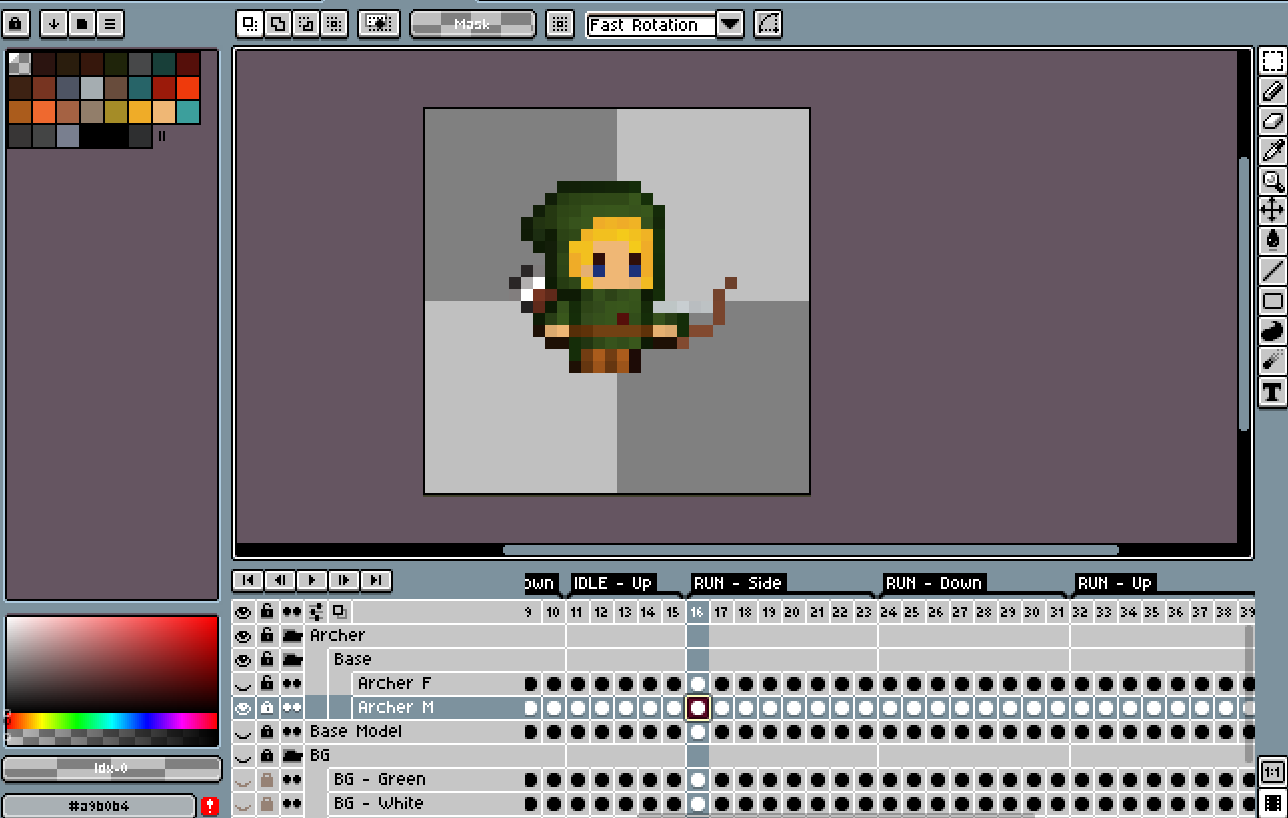 Mask
Fast Rotation
Idx-0
#a9b0b4
own
IDLE - Up
RUN - Side
RUN - Down
RUN - Up
9 10 11 12 13 14 15 16 17 18 19 20 21 22 23 24 25 26 27 28 29 30 31 32 33 34 35 36 37 38 39
Archer
Base
Archer F
Archer M
Base Model
BG
BG - Green
BG - White
T
1:1